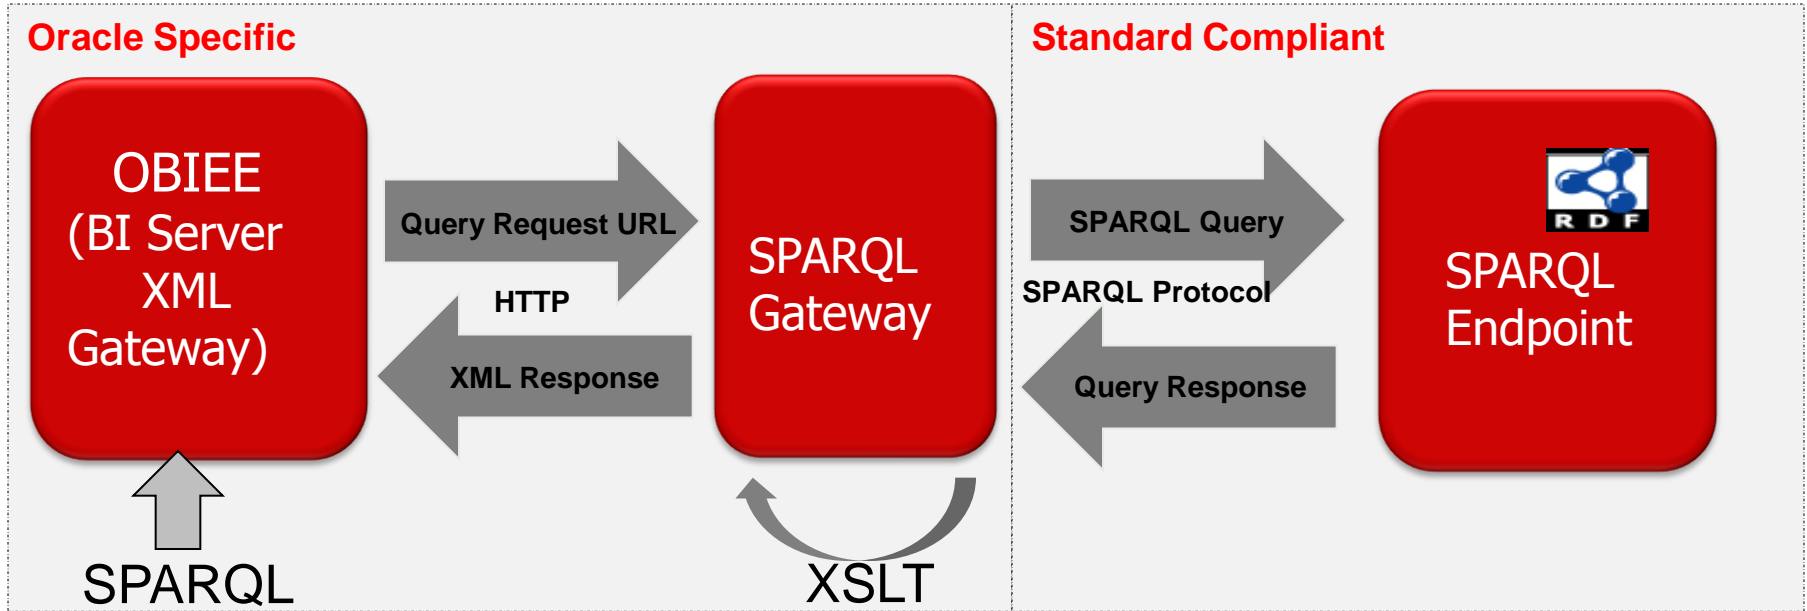 Oracle Specific
Standard Compliant
OBIEE
(BI Server
XML
Gateway)
Query Request URL
HTTP
XML Response
SPARQL
Gateway
SPARQL Query
SPARQL Protocol
Query Response
RDF
SPARQL
Endpoint
SPARQL
XSLT